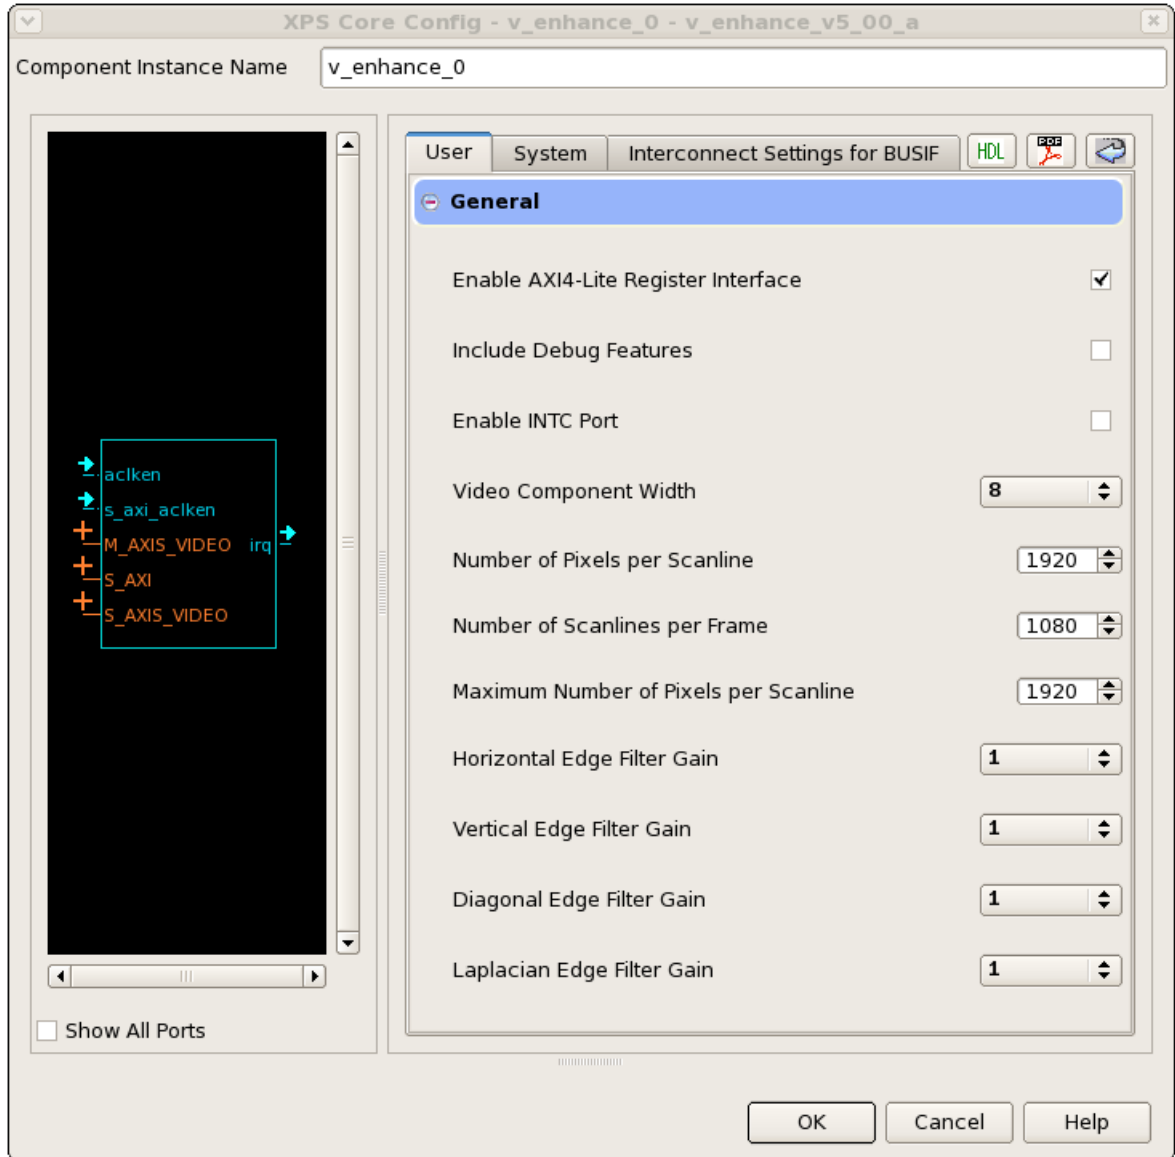 XPS Core Config - v_enhance_0 - v_enhance_v5_00_a
Component Instance Name v_enhance_0
User System Interconnect Settings for BUSIF HDL PDF
General
Enable AXI4-Lite Register Interface
Include Debug Features
Enable INTC Port
Video Component Width 8
Number of Pixels per Scanline 1920
Number of Scanlines per Frame 1080
Maximum Number of Pixels per Scanline 1920
Horizontal Edge Filter Gain 1
Vertical Edge Filter Gain 1
Diagonal Edge Filter Gain 1
Laplacian Edge Filter Gain 1
aclken
s_axi_aclken
M_AXIS_VIDEO irq
S_AXI
S_AXIS_VIDEO
Show All Ports
OK Cancel Help